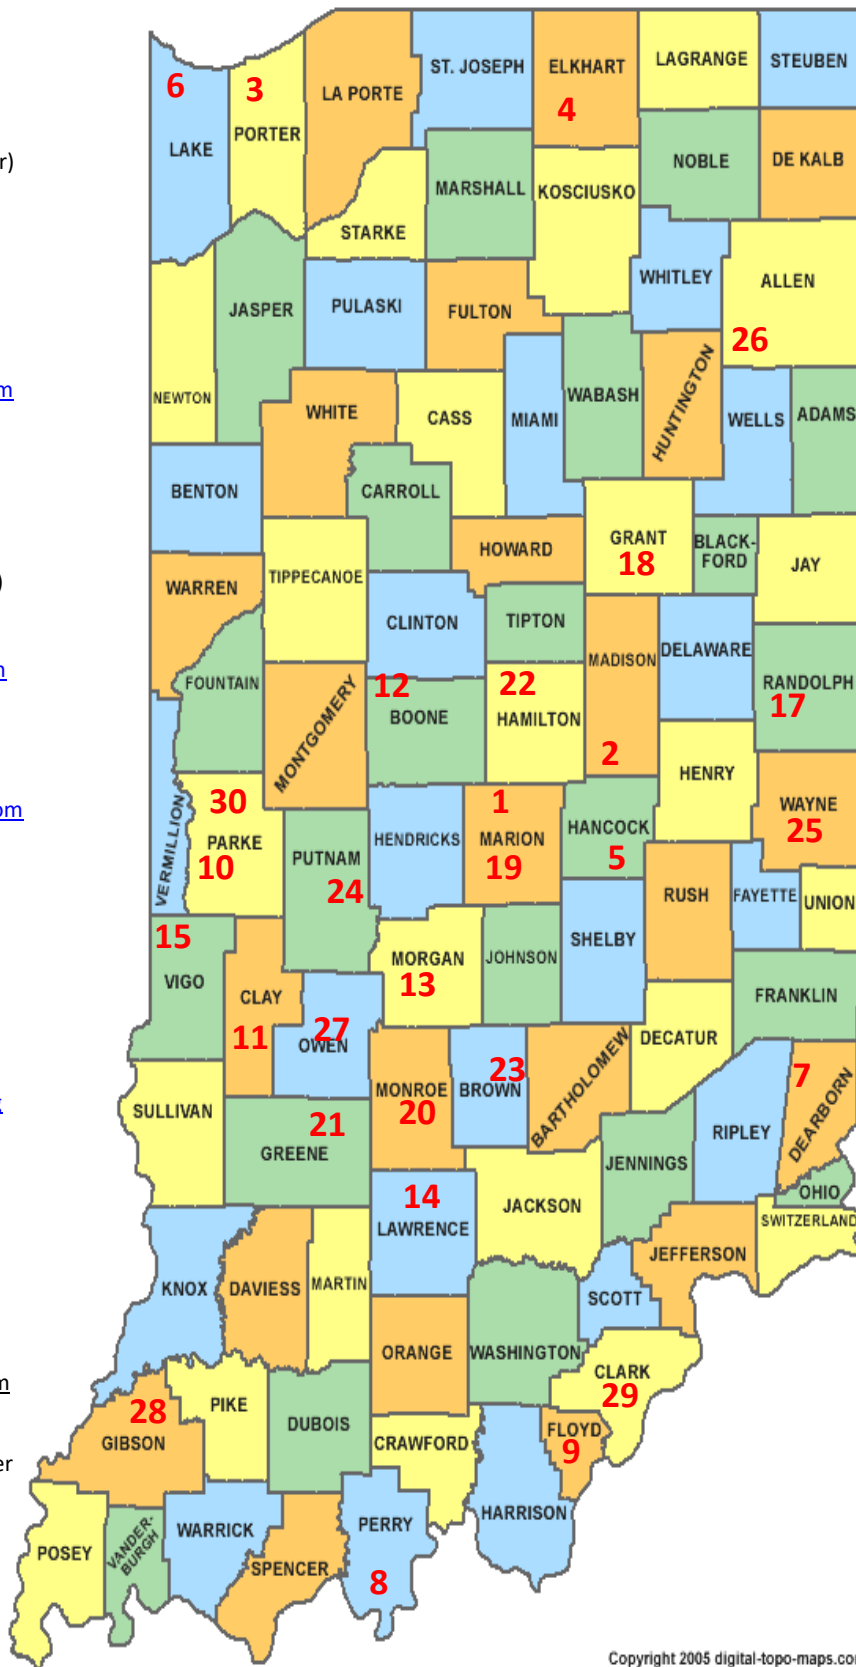 ST. JOSEPH
ELKHART
LAGRANGE
STEUBEN
6
3
LA PORTE
4
LAKE
PORTER
r)
NOBLE
DE KALB
MARSHALL
KOSCIUSKO
STARKE
WHITLEY
ALLEN
JASPER
PULASKI
FULTON
26
m
NEWTON
WHITE
CASS
MIAMI
WABASH
HUNTINGTON
WELLS
ADAMS
BENTON
CARROLL
HOWARD
GRANT
18
BLACK-
FORD
JAY
)
WARREN
TIPPECANOE
CLINTON
TIPTON
MADISON
DELAWARE
n
FOUNTAIN
MONTGOMERY
12
BOONE
22
HAMILTON
2
RANDOLPH
17
HENRY
om
VERMILLION
30
PARKE
10
PUTNAM
24
HENDRICKS
1
MARION
19
HANCOCK
5
WAYNE
25
RUSH
FAYETTE
UNION
15
VIGO
CLAY
11
27
OWEN
MORGAN
13
JOHNSON
SHELBY
FRANKLIN
DECATUR
SULLIVAN
21
GREENE
MONROE
20
23
BROWN
BARTHOLOMEW
7
DEARBORN
RIPLEY
JENNINGS
OHIO
SWITZERLAND
14
LAWRENCE
JACKSON
JEFFERSON
KNOX
DAVIESS
MARTIN
SCOTT
ORANGE
WASHINGTON
CLARK
29
m
28
GIBSON
PIKE
DUBOIS
CRAWFORD
FLOYD
9
er
HARRISON
POSEY
VANDER-
BURGH
WARRICK
SPENCER
PERRY
8
Copyright 2005 digital-topo-maps.co